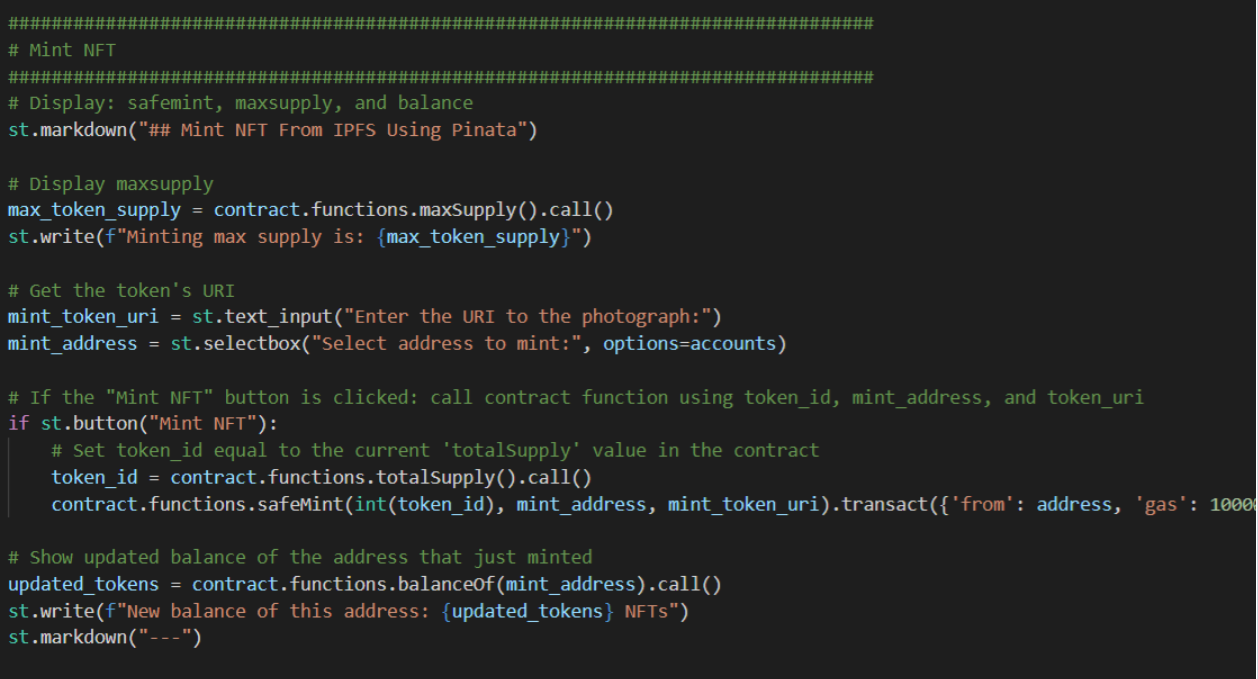 ################################################################################
# Mint NFT
################################################################################
# Display: safemint, maxsupply, and balance
st.markdown("## Mint NFT From IPFS Using Pinata")
# Display maxsupply
max_token_supply = contract.functions.maxSupply().call()
st.write(f"Minting max supply is: {max_token_supply}")
# Get the token's URI
mint_token_uri = st.text_input("Enter the URI to the photograph:")
mint_address = st.selectbox("Select address to mint:", options=accounts)
# If the "Mint NFT" button is clicked: call contract function using token_id, mint_address, and token_uri
if st.button("Mint NFT"):
    # Set token_id equal to the current 'totalSupply' value in the contract
    token_id = contract.functions.totalSupply().call()
    contract.functions.safeMint(int(token_id), mint_address, mint_token_uri).transact({'from': address, 'gas': 1000
# Show updated balance of the address that just minted
updated_tokens = contract.functions.balanceOf(mint_address).call()
st.write(f"New balance of this address: {updated_tokens} NFTs")
st.markdown("---")